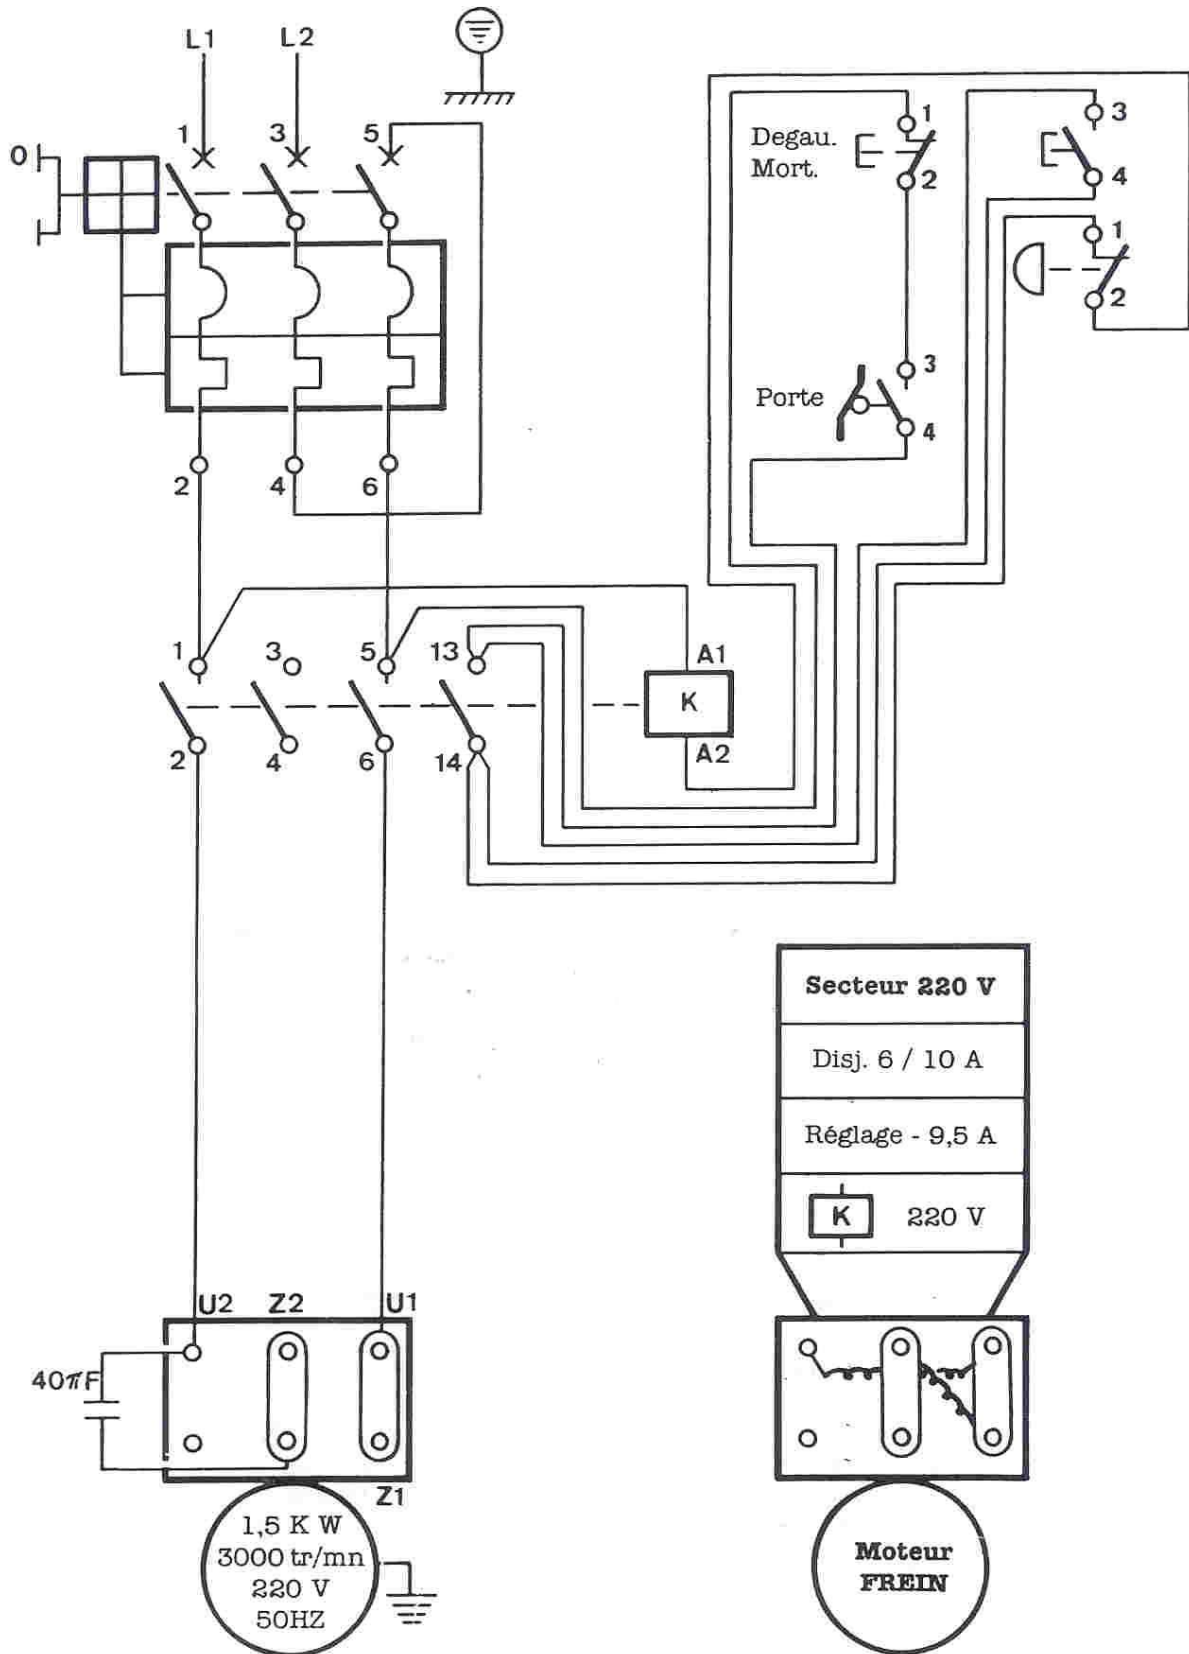 L1 L2
1 3 5
0
2 4 6
Degau.
Mort.
1
2
3
4
1
2
Porte
3
4
1 3 5 13
A1
K
A2
2 4 6 14
Secteur 220 V
Disj. 6 / 10 A
Réglage - 9,5 A
K 220 V
U2 Z2 U1
40πF
Z1
1,5 K W
3000 tr/mn
220 V
50HZ
Moteur
FREIN